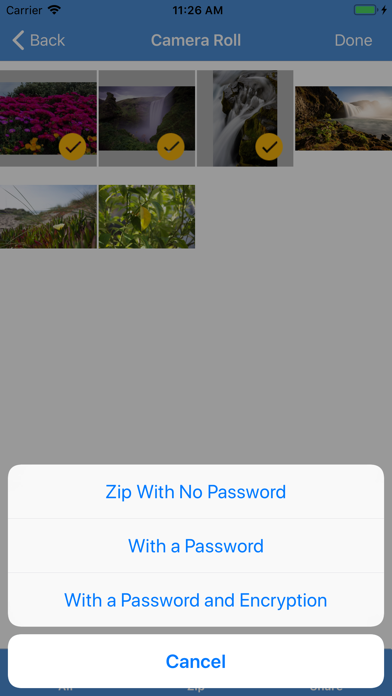 Carrier 11:26 AM
Back Camera Roll Done
Zip With No Password
With a Password
With a Password and Encryption
Cancel